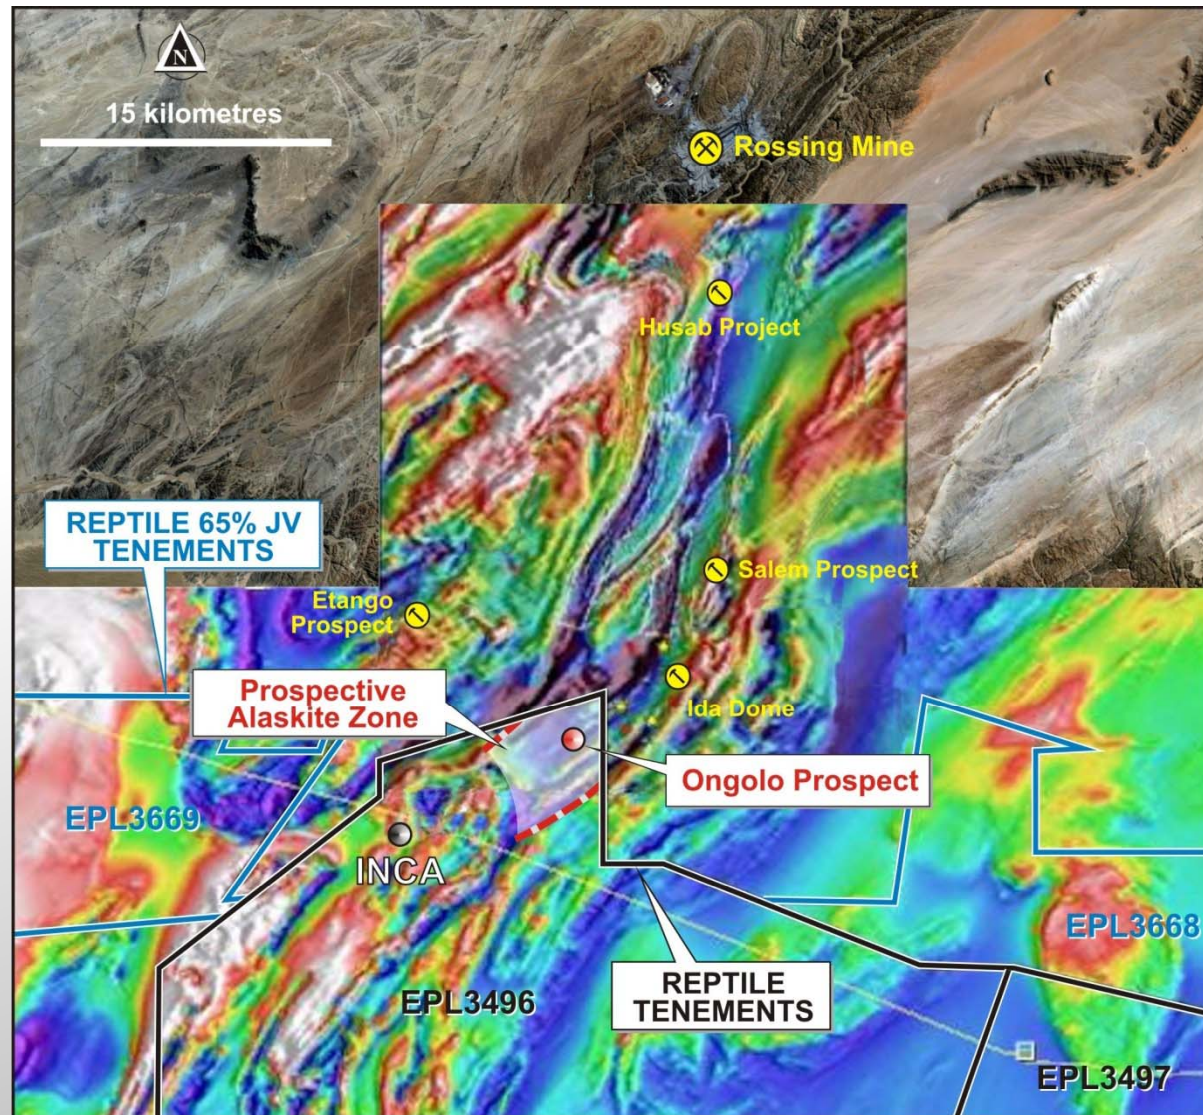 N
15 kilometres
Rossing Mine
Husab Project
REPTILE 65% JV
TENEMENTS
Salem Prospect
Etango
Prospect
Prospective
Alaskite Zone
Ida Dome
Ongolo Prospect
EPL3669
INCA
EPL3668
REPTILE
TENEMENTS
EPL3496
EPL3497